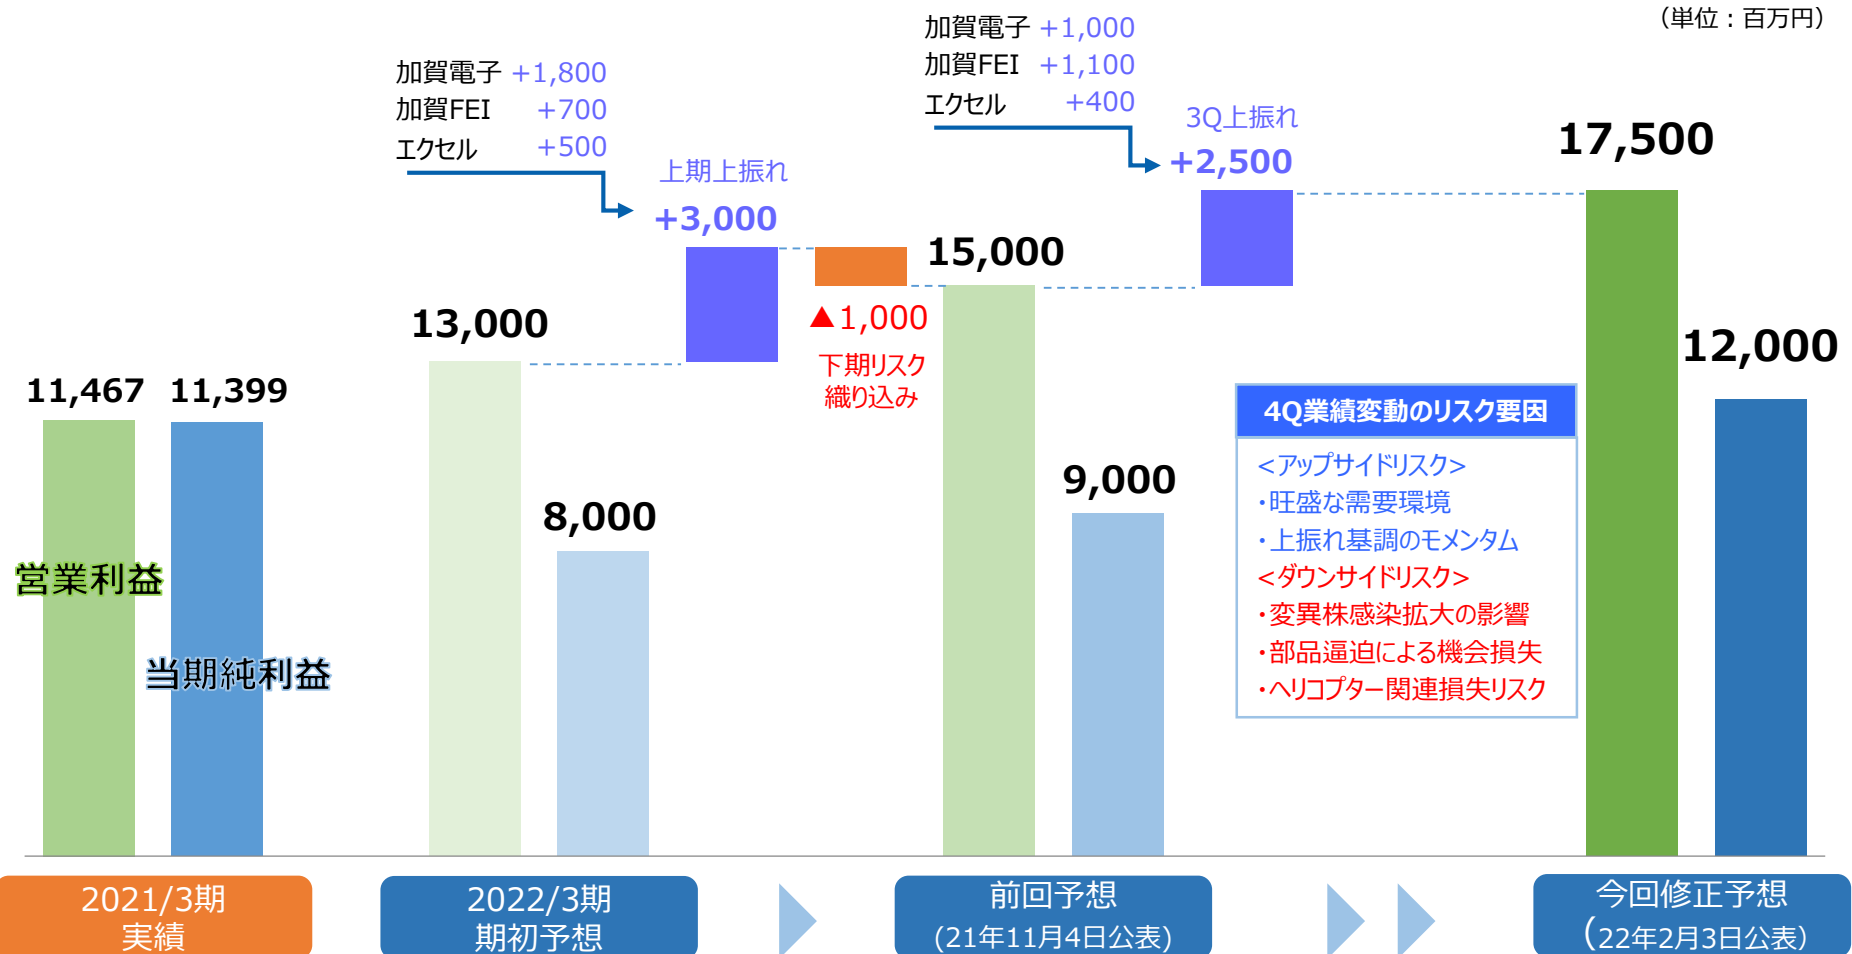 （単位：百万円）
加賀電子 +1,800
加賀FEI +700
エクセル +500
上期上振れ
+3,000
加賀電子 +1,000
加賀FEI +1,100
エクセル +400
3Q上振れ
+2,500
17,500
15,000
13,000
▲1,000
下期リスク
織り込み
12,000
11,467 11,399
8,000
9,000
営業利益
当期純利益
4Q業績変動のリスク要因
<アップサイドリスク>
・旺盛な需要環境
・上振れ基調のモメンタム
<ダウンサイドリスク>
・変異株感染拡大の影響
・部品逼迫による機会損失
・ヘリコプター関連損失リスク
2021/3期
実績
2022/3期
期初予想
前回予想
(21年11月4日公表)
今回修正予想
(22年2月3日公表)